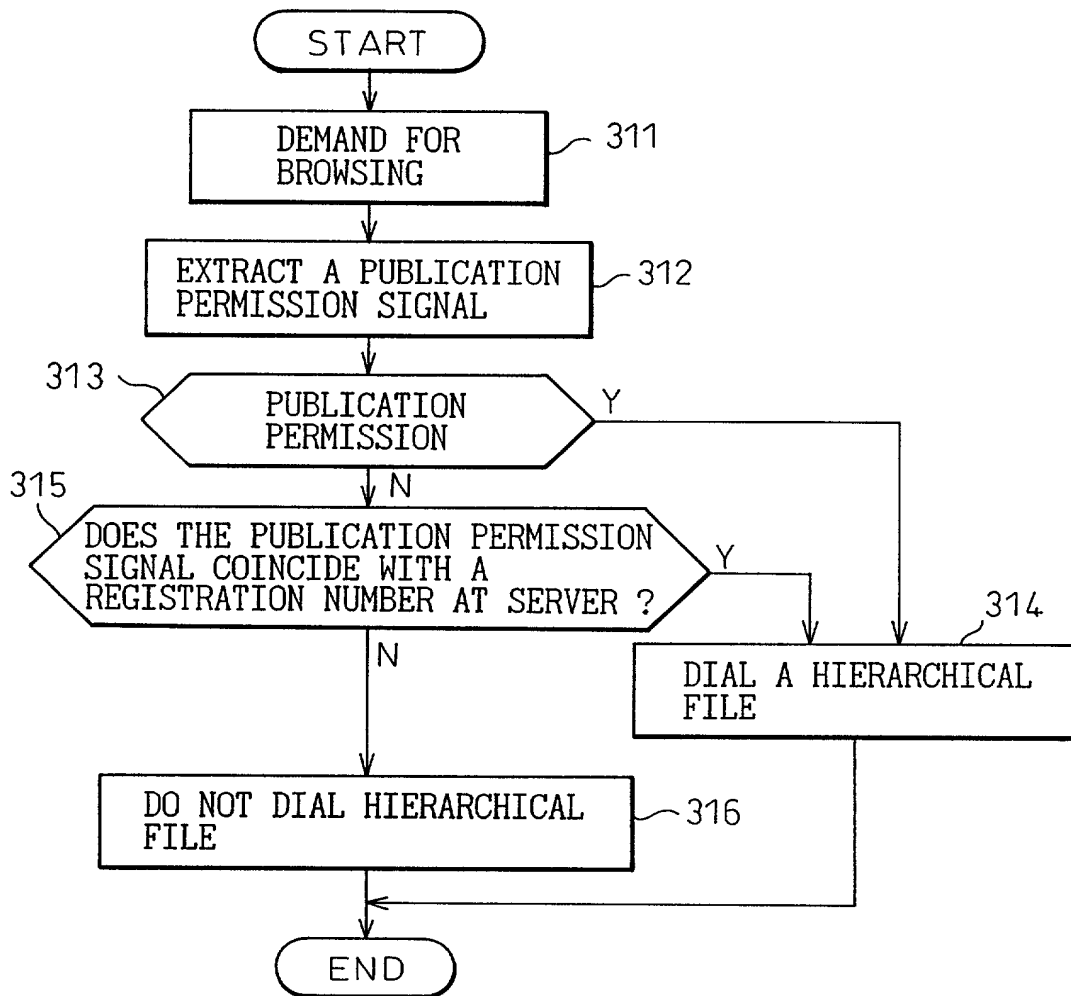 START
DEMAND FOR
BROWSING
311
EXTRACT A PUBLICATION
PERMISSION SIGNAL
312
313
PUBLICATION
PERMISSION
Y
N
315
DOES THE PUBLICATION PERMISSION
SIGNAL COINCIDE WITH A
REGISTRATION NUMBER AT SERVER ?
Y
N
314
DIAL A HIERARCHICAL
FILE
DO NOT DIAL HIERARCHICAL
FILE
316
END